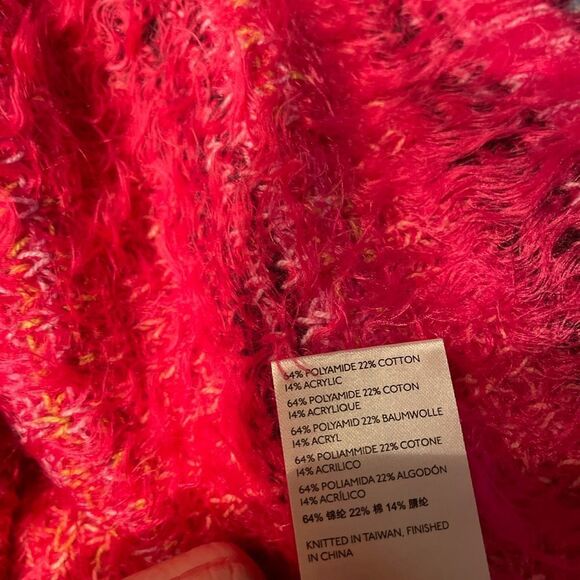 64% POLYAMIDE 22% COTTON
14% ACRYLIC
64% POLYAMIDE 22% COTON
14% ACRYLIQUE
64% POLYAMID 22% BAUMWOLLE
14% ACRYL
64% POLIAMMIDE 22% COTONE
14% ACRILICO
64% POLIAMIDA 22% ALGODÓN
14% ACRÍLICO
64% 锦纶 22% 棉 14% 腈纶
KNITTED IN TAIWAN, FINISHED
IN CHINA